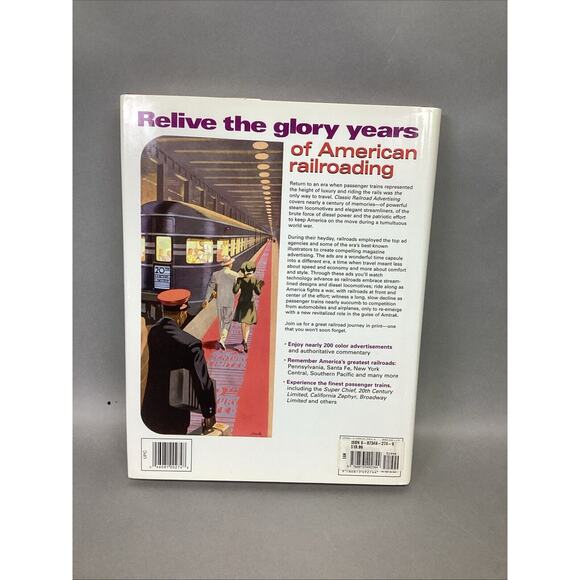 Relive the glory years
of American
railroading
Return to an era when passenger trains represented
the height of luxury and riding the rails was the
only way to travel. Classic Railroad Advertising
covers nearly a century of memories—of powerful
steam locomotives and elegant streamliners, of the
brute force of diesel power and the patriotic effort
to keep America on the move during a tumultuous
world war.
During their heyday, railroads employed the top ad
agencies and some of the era's best-known
illustrators to create compelling magazine
advertising. The ads are a wonderful time capsule
into a different era, a time when travel meant less
about speed and economy and more about comfort
and style. Through these ads you'll watch
technology advance as railroads embrace stream-
lined designs and diesel locomotives; ride along as
America fights a war, with railroads at front and
center of the effort; witness a long, slow decline as
passenger trains nearly succumb to competition
from automobiles and airplanes, only to re-emerge
with a new revitalized role in the guise of Amtrak.
Join us for a great railroad journey in print—one
that you won't soon forget.
• Enjoy nearly 200 color advertisements
and authoritative commentary
• Remember America's greatest railroads:
Pennsylvania, Santa Fe, New York
Central, Southern Pacific and many more
• Experience the finest passenger trains,
including the Super Chief, 20th Century
Limited, California Zephyr, Broadway
Limited and others
UPC
EAN